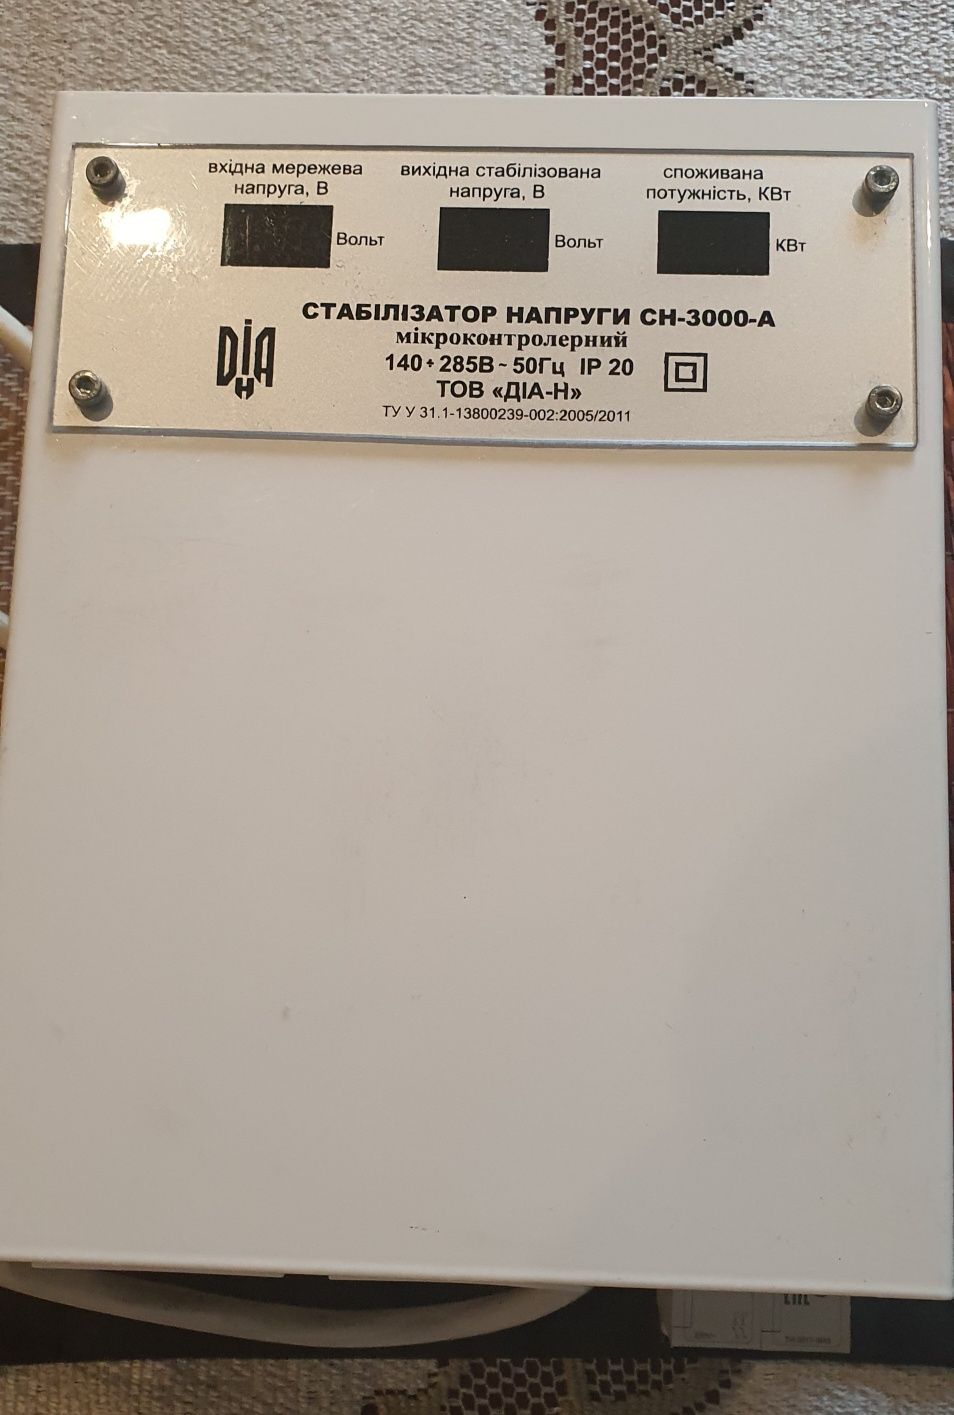 вхідна мережева
напруга, В
вихідна стабілізована
напруга, В
споживана
потужність, КВт
Вольт
Вольт
КВт
СТАБІЛІЗАТОР НАПРУГИ СН-3000-А
мікроконтролерний
140÷285В ~ 50Гц IP 20
ТОВ «ДІА-Н»
ТУ У 31.1-13800239-002:2005/2011
DіА
Н